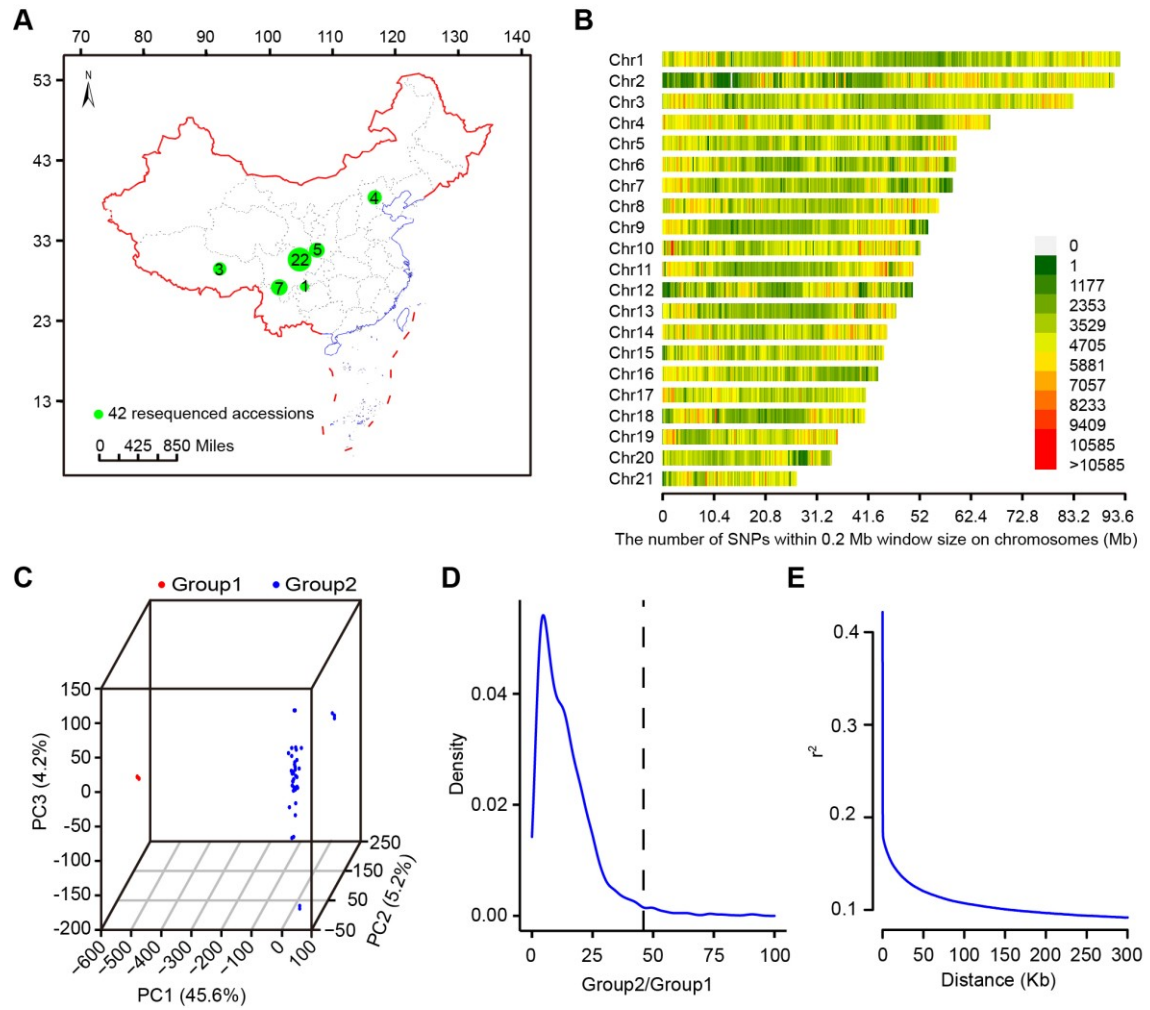 A
70 80 90 100 110 120 130 140
N
53
43
33
23
13
4
5
22
3
7
1
42 resequenced accessions
0 425 850 Miles
B
Chr1
Chr2
Chr3
Chr4
Chr5
Chr6
Chr7
Chr8
Chr9
Chr10
Chr11
Chr12
Chr13
Chr14
Chr15
Chr16
Chr17
Chr18
Chr19
Chr20
Chr21
0
1
1177
2353
3529
4705
5881
7057
8233
9409
10585
>10585
0 10.4 20.8 31.2 41.6 52 62.4 72.8 83.2 93.6
The number of SNPs within 0.2 Mb window size on chromosomes (Mb)
C
Group1 Group2
150
100
50
0
-50
-100
-150
-200
PC3 (4.2%)
−600 −500 −400 −300 −200 −100 0 100
PC1 (45.6%)
250
150
50
−50
PC2 (5.2%)
D
Density
0.04
0.02
0.00
0 25 50 75 100
Group2/Group1
E
r²
0.4
0.3
0.2
0.1
0 50 100 150 200 250 300
Distance (Kb)